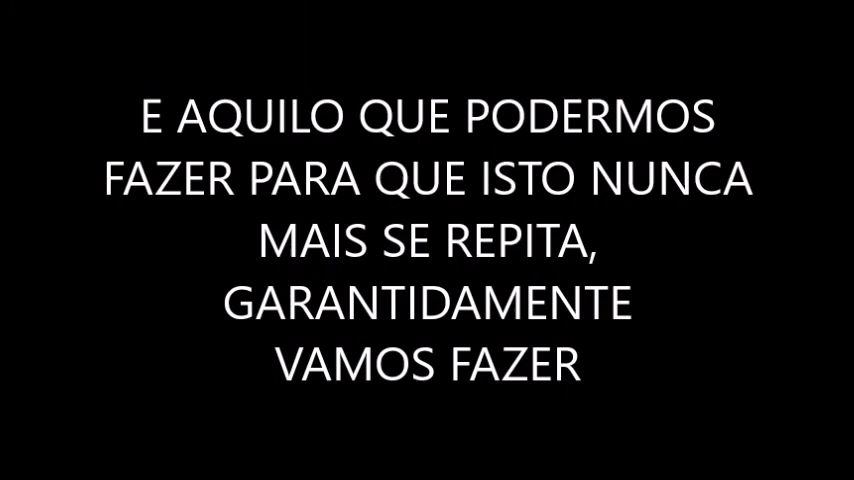 E AQUILO QUE PODERMOS
FAZER PARA QUE ISTO NUNCA
MAIS SE REPITA,
GARANTIDAMENTE
VAMOS FAZER